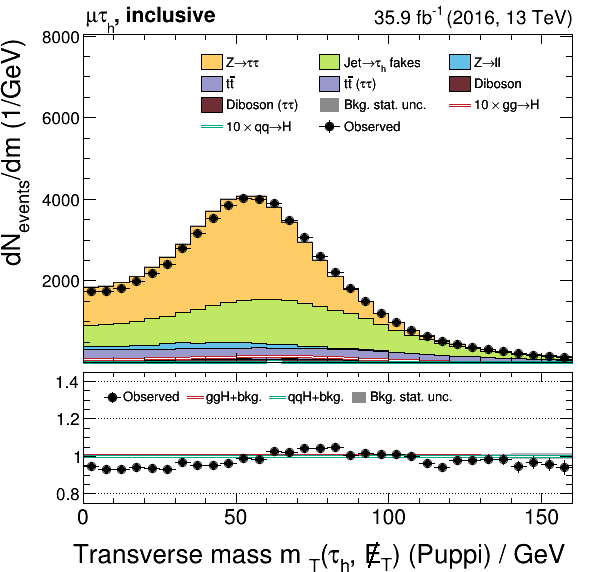 μτh, inclusive 35.9 fb⁻¹ (2016, 13 TeV)
dNevents/dm (1/GeV)
8000
6000
4000
2000
Z→ττ Jet→τh fakes Z→ll
tt̄ tt̄ (ττ) Diboson
Diboson (ττ) Bkg. stat. unc. 10 × gg→H
10 × qq→H Observed
1.4
1.2
1
0.8
Observed ggH+bkg. qqH+bkg. Bkg. stat. unc.
0 50 100 150
Transverse mass m T(τh, E̸T) (Puppi) / GeV